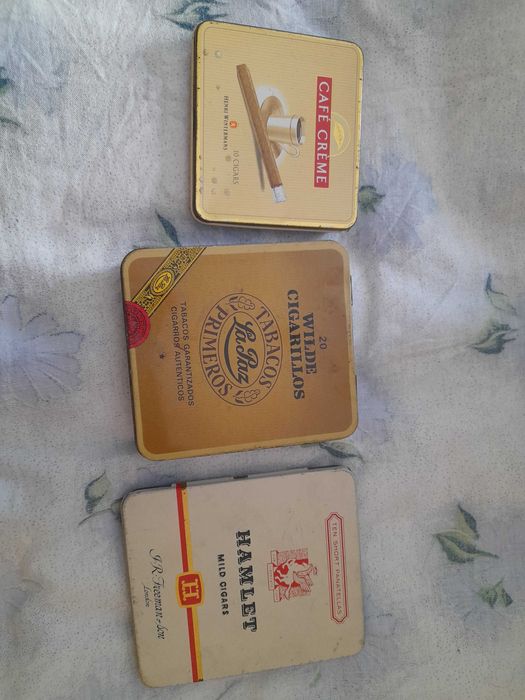 CAFÉ CRÈME
HENRI WINTERMANS
10 CIGARS
20
WILDE
CIGARILLOS
TABACOS
La Paz
PRIMEROS
TABACOS GARANTIZADOS
CIGARROS AUTENTICOS
TEN SHORT PANETELLAS
HAMLET
MILD CIGARS
H
J.R. Freeman & Son
London